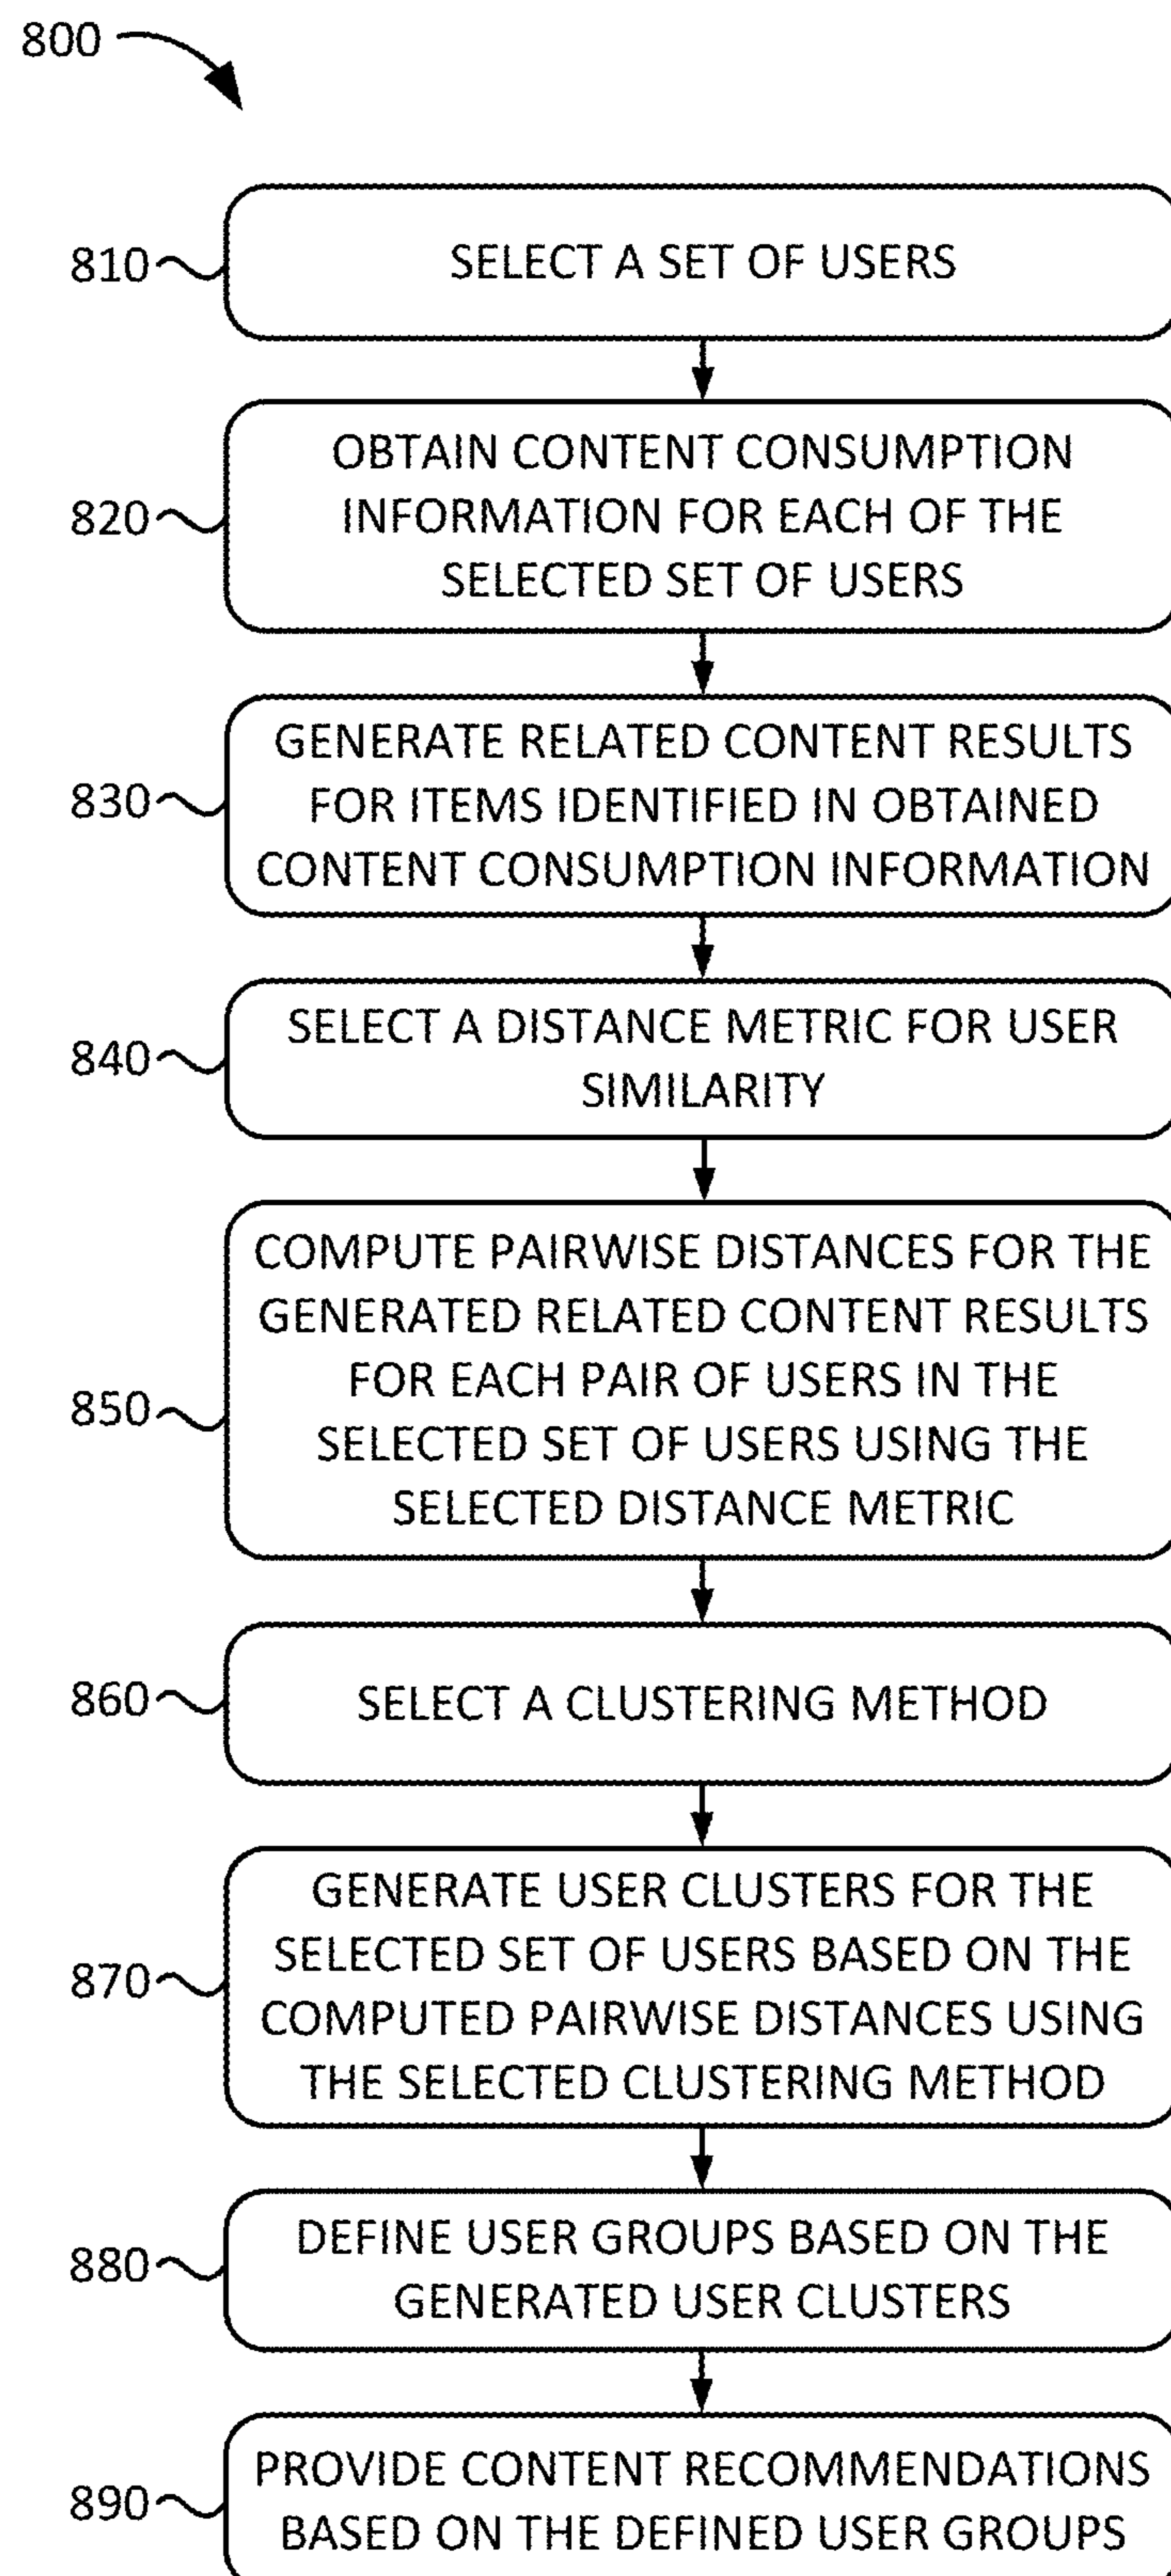 800
810
SELECT A SET OF USERS
820
OBTAIN CONTENT CONSUMPTION
INFORMATION FOR EACH OF THE
SELECTED SET OF USERS
830
GENERATE RELATED CONTENT RESULTS
FOR ITEMS IDENTIFIED IN OBTAINED
CONTENT CONSUMPTION INFORMATION
840
SELECT A DISTANCE METRIC FOR USER
SIMILARITY
850
COMPUTE PAIRWISE DISTANCES FOR THE
GENERATED RELATED CONTENT RESULTS
FOR EACH PAIR OF USERS IN THE
SELECTED SET OF USERS USING THE
SELECTED DISTANCE METRIC
860
SELECT A CLUSTERING METHOD
870
GENERATE USER CLUSTERS FOR THE
SELECTED SET OF USERS BASED ON THE
COMPUTED PAIRWISE DISTANCES USING
THE SELECTED CLUSTERING METHOD
880
DEFINE USER GROUPS BASED ON THE
GENERATED USER CLUSTERS
890
PROVIDE CONTENT RECOMMENDATIONS
BASED ON THE DEFINED USER GROUPS